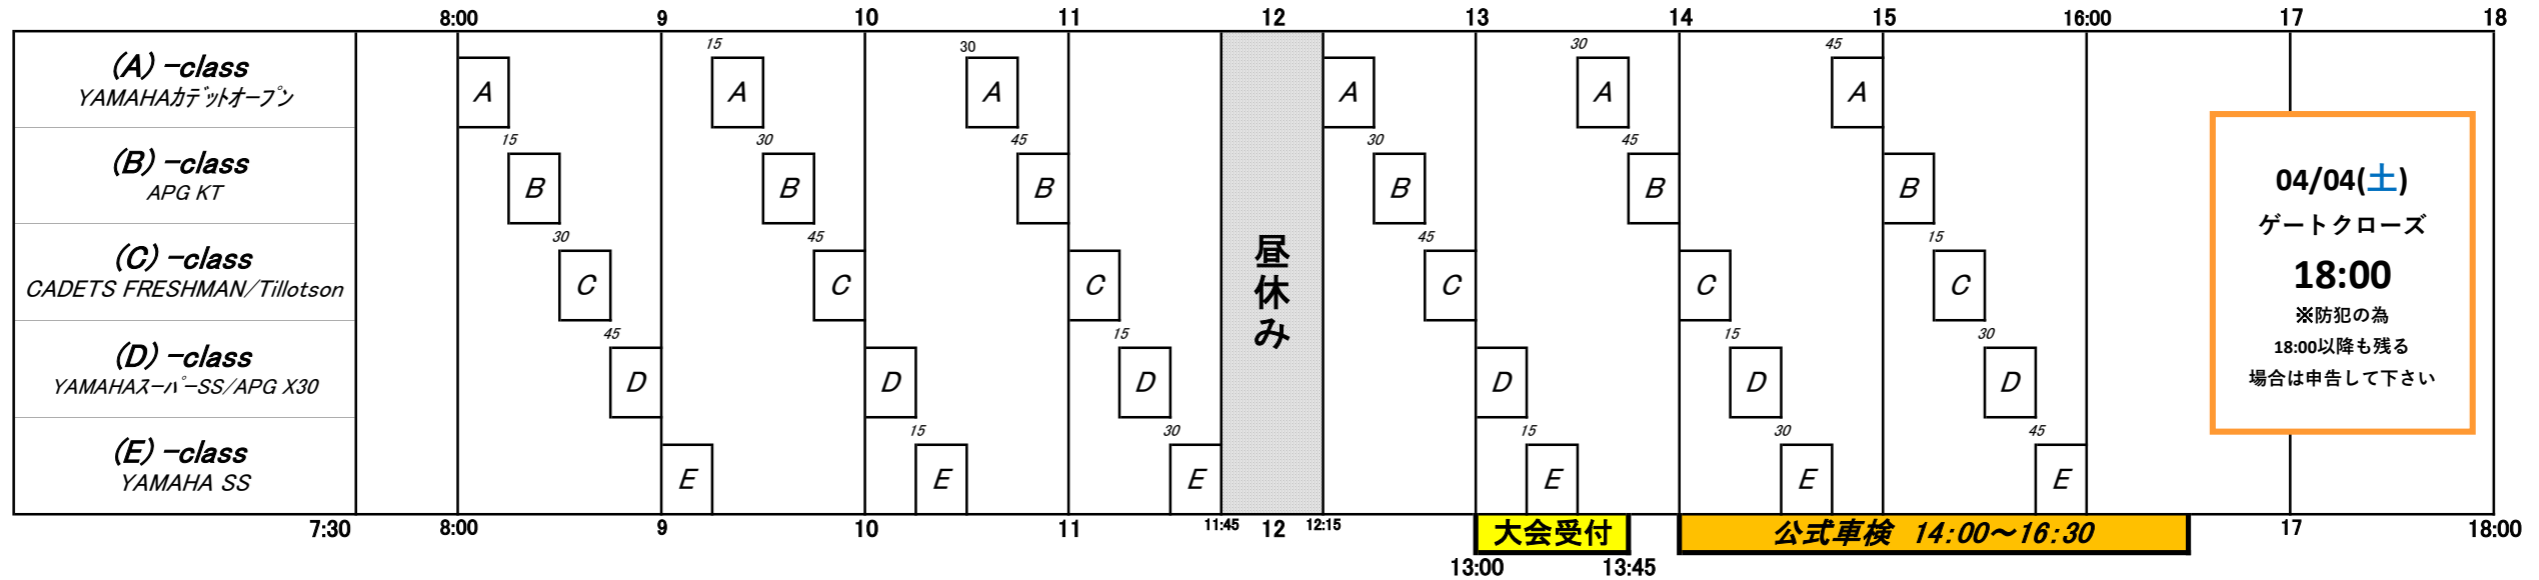 8:00 9 10 11 12 13 14 15 16:00 17 18
15 30 30 45
(A) -class
YAMAHAｶﾃﾞｯﾄオープン
A A A A A A
15 30 45 30 45
(B) -class
APG KT
B B B B B B
30 45 45 15
(C) -class
CADETS FRESHMAN/Tillotson
C C C C C C
45 15 15 30
(D) -class
YAMAHAｽｰﾊﾟｰSS/APG X30
D D D D D D
15 30 15 30 45
(E) -class
YAMAHA SS
E E E E E E
昼休み
04/04(土)
ゲートクローズ
18:00
※防犯の為
18:00以降も残る
場合は申告して下さい
7:30 8:00 9 10 11 11:45 12 12:15 17 18:00
大会受付 公式車検 14:00～16:30
13:00 13:45